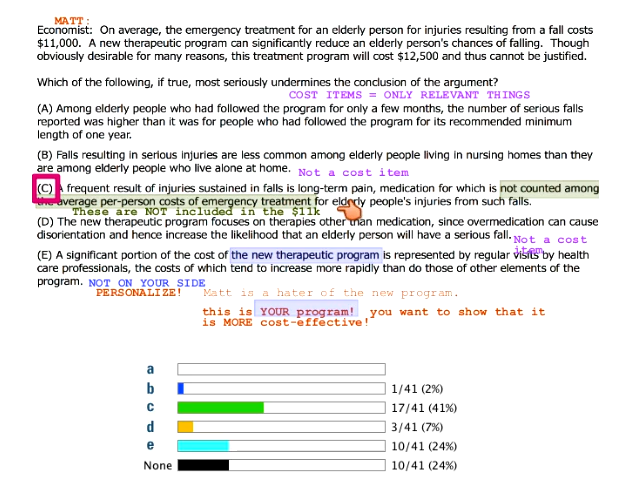 MATT:
Economist: On average, the emergency treatment for an elderly person for injuries resulting from a fall costs
$11,000. A new therapeutic program can significantly reduce an elderly person's chances of falling. Though
obviously desirable for many reasons, this treatment program will cost $12,500 and thus cannot be justified.
Which of the following, if true, most seriously undermines the conclusion of the argument?
COST ITEMS = ONLY RELEVANT THINGS
(A) Among elderly people who had followed the program for only a few months, the number of serious falls
reported was higher than it was for people who had followed the program for its recommended minimum
length of one year.
(B) Falls resulting in serious injuries are less common among elderly people living in nursing homes than they
are among elderly people who live alone at home. Not a cost item
(C) A frequent result of injuries sustained in falls is long-term pain, medication for which is not counted among
the average per-person costs of emergency treatment for elderly people's injuries from such falls.
These are NOT included in the $11k
(D) The new therapeutic program focuses on therapies other than medication, since overmedication can cause
disorientation and hence increase the likelihood that an elderly person will have a serious fall. Not a cost
item
(E) A significant portion of the cost of the new therapeutic program is represented by regular visits by health
care professionals, the costs of which tend to increase more rapidly than do those of other elements of the
program. NOT ON YOUR SIDE
PERSONALIZE! Matt is a hater of the new program.
this is YOUR program! you want to show that it
is MORE cost-effective!
a
b 1/41 (2%)
c 17/41 (41%)
d 3/41 (7%)
e 10/41 (24%)
None 10/41 (24%)